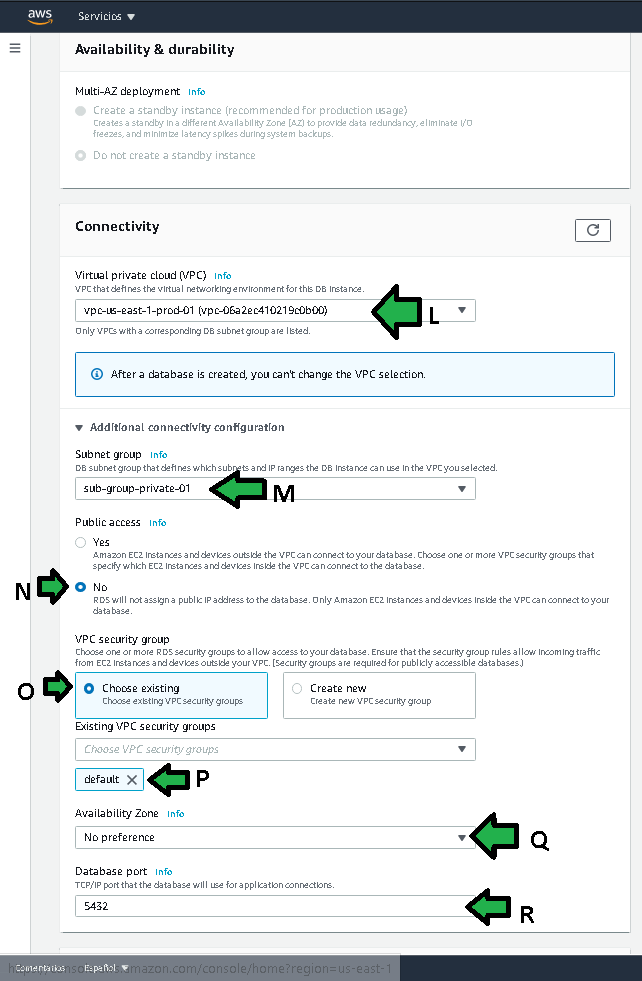 aws
Servicios ▼
Availability & durability
Multi-AZ deployment Info
Create a standby instance (recommended for production usage)
Creates a standby in a different Availability Zone (AZ) to provide data redundancy, eliminate I/O
freezes, and minimize latency spikes during system backups.
Do not create a standby instance
Connectivity
Virtual private cloud (VPC) Info
VPC that defines the virtual networking environment for this DB instance.
vpc-us-east-1-prod-01 (vpc-06a2ec410219c0b00)
L
Only VPCs with a corresponding DB subnet group are listed.
After a database is created, you can't change the VPC selection.
▼ Additional connectivity configuration
Subnet group Info
DB subnet group that defines which subnets and IP ranges the DB instance can use in the VPC you selected.
sub-group-private-01
M
Public access Info
Yes
Amazon EC2 instances and devices outside the VPC can connect to your database. Choose one or more VPC security groups that
specify which EC2 instances and devices inside the VPC can connect to the database.
N
No
RDS will not assign a public IP address to the database. Only Amazon EC2 instances and devices inside the VPC can connect to your
database.
VPC security group
Choose one or more RDS security groups to allow access to your database. Ensure that the security group rules allow incoming traffic
from EC2 instances and devices outside your VPC. (Security groups are required for publicly accessible databases.)
O
Choose existing
Choose existing VPC security groups
Create new
Create new VPC security group
Existing VPC security groups
Choose VPC security groups
default ✕
P
Availability Zone Info
No preference
Q
Database port Info
TCP/IP port that the database will use for application connections.
5432
R
Comentarios Español ▼
amazon.com/console/home?region=us-east-1